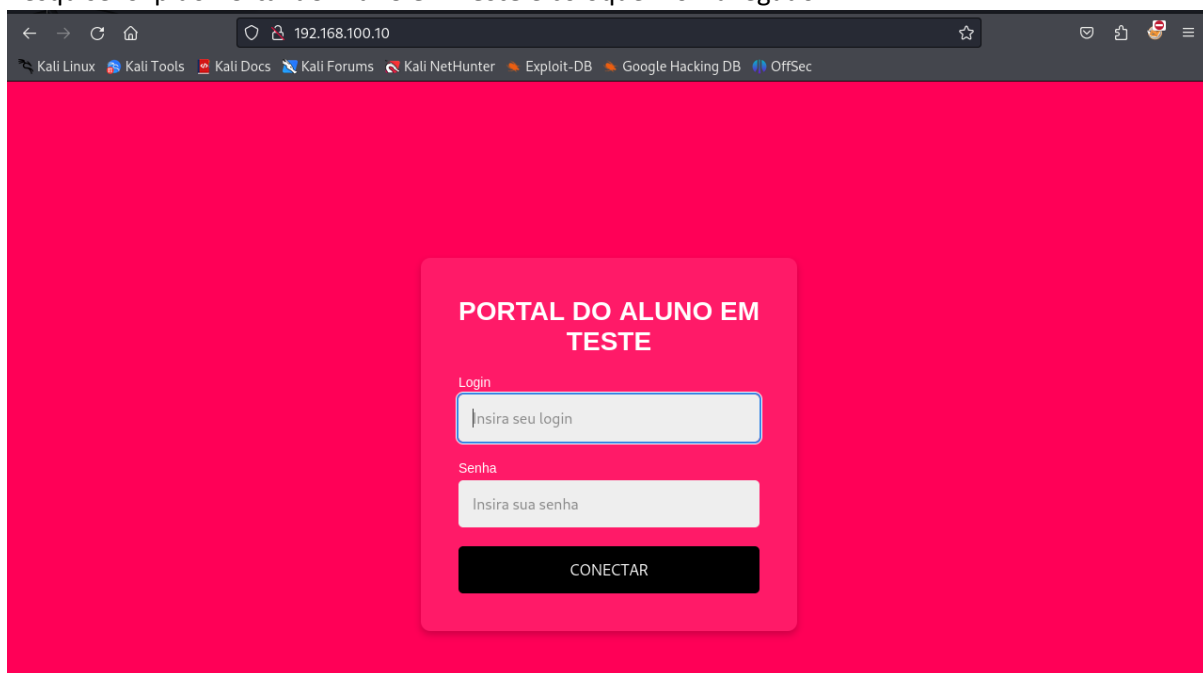 192.168.100.10
Kali Linux Kali Tools Kali Docs Kali Forums Kali NetHunter Exploit-DB Google Hacking DB OffSec
PORTAL DO ALUNO EM
TESTE
Login
Insira seu login
Senha
Insira sua senha
CONECTAR